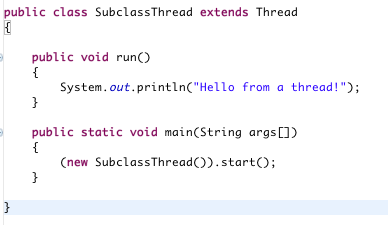 public class SubclassThread extends Thread
{
public void run()
{
System.out.println("Hello from a thread!");
}
public static void main(String args[])
{
(new SubclassThread()).start();
}
}